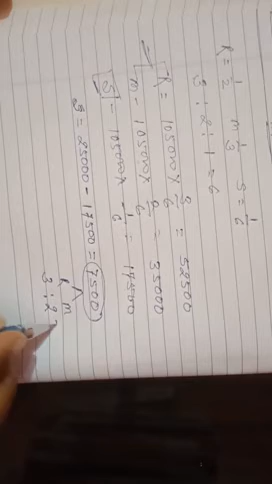 R = 1/2 m 1/3 S = 1/6
3 : 2 : 1 = 6
R = 105000 x 3/6 = 52500
m - 105000 x 2/6 = 35000
S - 105000 x 1/6 = 17500
S = 25000 - 17500 = 7500
R m
3 : 2